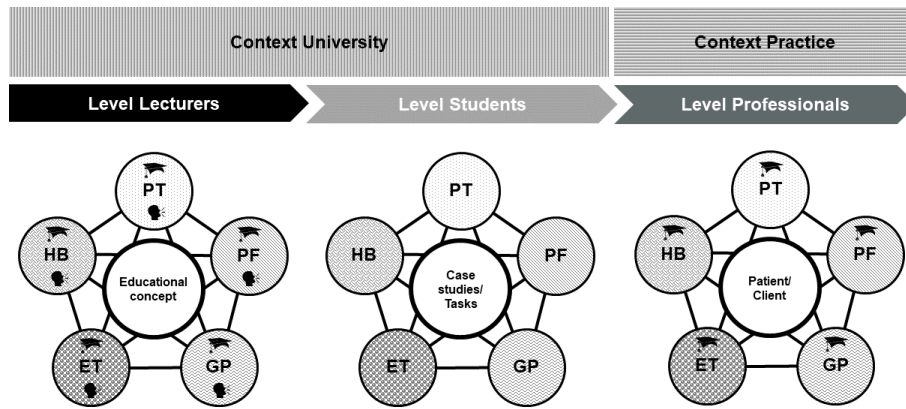 Context University
Context Practice
Level Lecturers
Level Students
Level Professionals
PT
HB
PF
Educational
concept
ET
GP
PT
HB
PF
Case
studies/
Tasks
ET
GP
PT
HB
PF
Patient/
Client
ET
GP